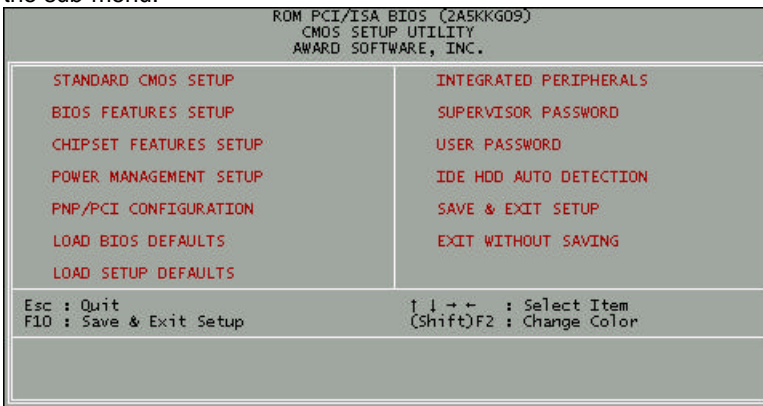 the sub-menu.
ROM PCI/ISA BIOS (2A5KKG09)
CMOS SETUP UTILITY
AWARD SOFTWARE, INC.
STANDARD CMOS SETUP
BIOS FEATURES SETUP
CHIPSET FEATURES SETUP
POWER MANAGEMENT SETUP
PNP/PCI CONFIGURATION
LOAD BIOS DEFAULTS
LOAD SETUP DEFAULTS
INTEGRATED PERIPHERALS
SUPERVISOR PASSWORD
USER PASSWORD
IDE HDD AUTO DETECTION
SAVE & EXIT SETUP
EXIT WITHOUT SAVING
Esc : Quit
F10 : Save & Exit Setup
↑ ↓ → ← : Select Item
(Shift)F2 : Change Color